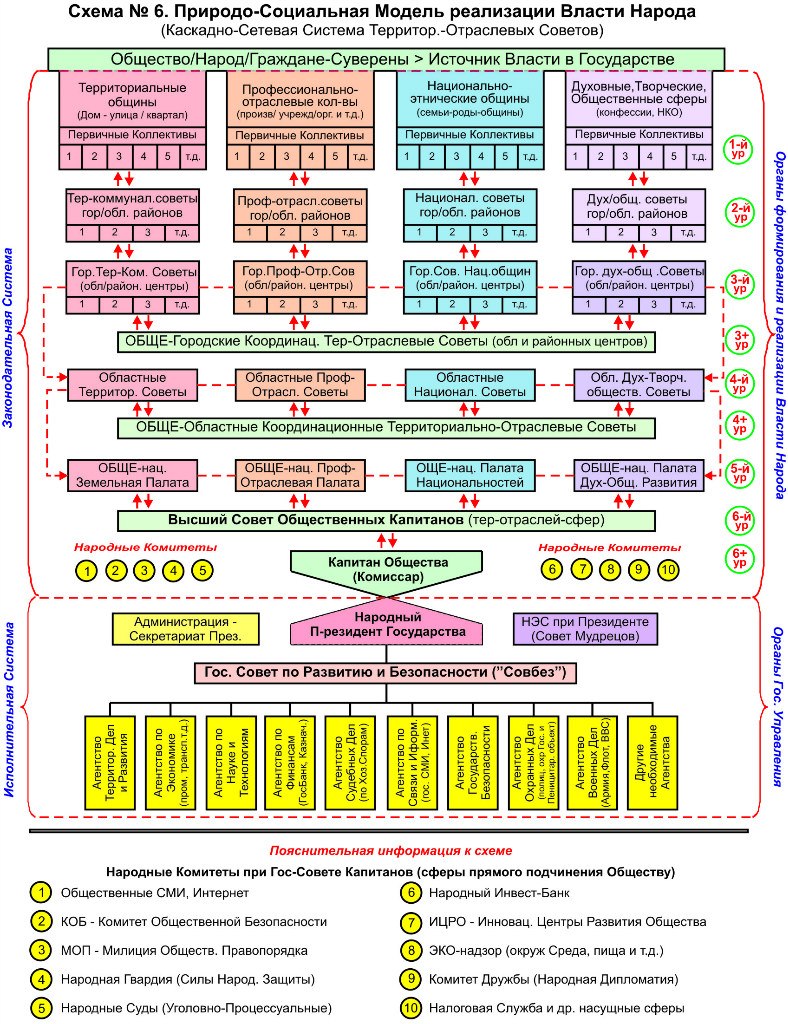 Схема № 6. Природо-Социальная Модель реализации Власти Народа
(Каскадно-Сетевая Система Территор.-Отраслевых Советов)
Общество/Народ/Граждане-Суверены > Источник Власти в Государстве
Территориальные
общины
(Дом - улица / квартал)
Первичные Коллективы
1 2 3 4 5 т.д.
Профессионально-
отраслевые кол-вы
(произв/ учрежд/орг. и т.д.)
Первичные Коллективы
1 2 3 4 5 т.д.
Национально-
этнические общины
(семьи-роды-общины)
Первичные Коллективы
1 2 3 4 5 т.д.
Духовные,Творческие,
Общественные сферы
(конфессии, НКО)
Первичные Коллективы
1 2 3 4 5 т.д.
1-й
ур
Тер-коммунал.советы
гор/обл. районов
1 2 3 т.д.
Проф-отрасл.советы
гор/обл. районов
1 2 3 т.д.
Национал. советы
гор/обл. районов
1 2 3 т.д.
Дух/общ. советы
гор/обл. районов
1 2 3 т.д.
2-й
ур
Гор.Тер-Ком. Советы
(обл/район. центры)
1 2 3 т.д.
Гор.Проф-Отр.Сов
(обл/район. центры)
1 2 3 т.д.
Гор.Сов. Нац.общин
(обл/район. центры)
1 2 3 т.д.
Гор. дух-общ .Советы
(обл/район. центры)
1 2 3 т.д.
3-й
ур
ОБЩЕ-Городские Координац. Тер-Отраслевые Советы (обл и районных центров)
3+
ур
Областные
Территор. Советы
Областные Проф-
Отрасл. Советы
Областные
Национал. Советы
Обл. Дух-Творч.
обществ. Советы
4-й
ур
ОБЩЕ-Областные Координационные Территориально-Отраслевые Советы
4+
ур
ОБЩЕ-нац.
Земельная Палата
ОБЩЕ-нац. Проф-
Отраслевая Палата
ОЩЕ-нац. Палата
Национальностей
ОБЩЕ-нац. Палата
Дух-Общ. Развития
5-й
ур
Высший Совет Общественных Капитанов (тер-отраслей-сфер)
6-й
ур
Народные Комитеты
1 2 3 4 5
Капитан Общества
(Комиссар)
Народные Комитеты
6 7 8 9 10
6+
ур
Законодательная Система
Органы формирования и реализации Власти Народа
Администрация -
Секретариат През.
Народный
П-резидент Государства
НЭС при Президенте
(Совет Мудрецов)
Гос. Совет по Развитию и Безопасности ("Совбез")
Агентство
Территор. Дел
и Развития
Агентство по
Экономике
(пром, трансп.т.д.)
Агентство по
Науке и
Технологиям
Агентство по
Финансам
(ГосБанк, Казнач.)
Агентство
Судебных Дел
(по Хоз.Спорам)
Агентство по
Связи и Иформ.
(гос. СМИ, Инет)
Агентство
Государств.
Безопасности
Агентство
Охранных Дел
(полиц. охр Гос. и
Пенициар. объект)
Агентство
Военных Дел
(Армия,Флот, ВВС)
Другие
необходимые
Агентства
Исполнительная Система
Органы Гос. Управления
Пояснительная информация к схеме
Народные Комитеты при Гос-Совете Капитанов (сферы прямого подчинения Обществу)
1 Общественные СМИ, Интернет
2 КОБ - Комитет Общественной Безопасности
3 МОП - Милиция Обществ. Правопорядка
4 Народная Гвардия (Силы Народ. Защиты)
5 Народные Суды (Уголовно-Процессуальные)
6 Народный Инвест-Банк
7 ИЦРО - Инновац. Центры Развития Общества
8 ЭКО-надзор (окруж Среда, пища и т.д.)
9 Комитет Дружбы (Народная Дипломатия)
10 Налоговая Служба и др. насущные сферы